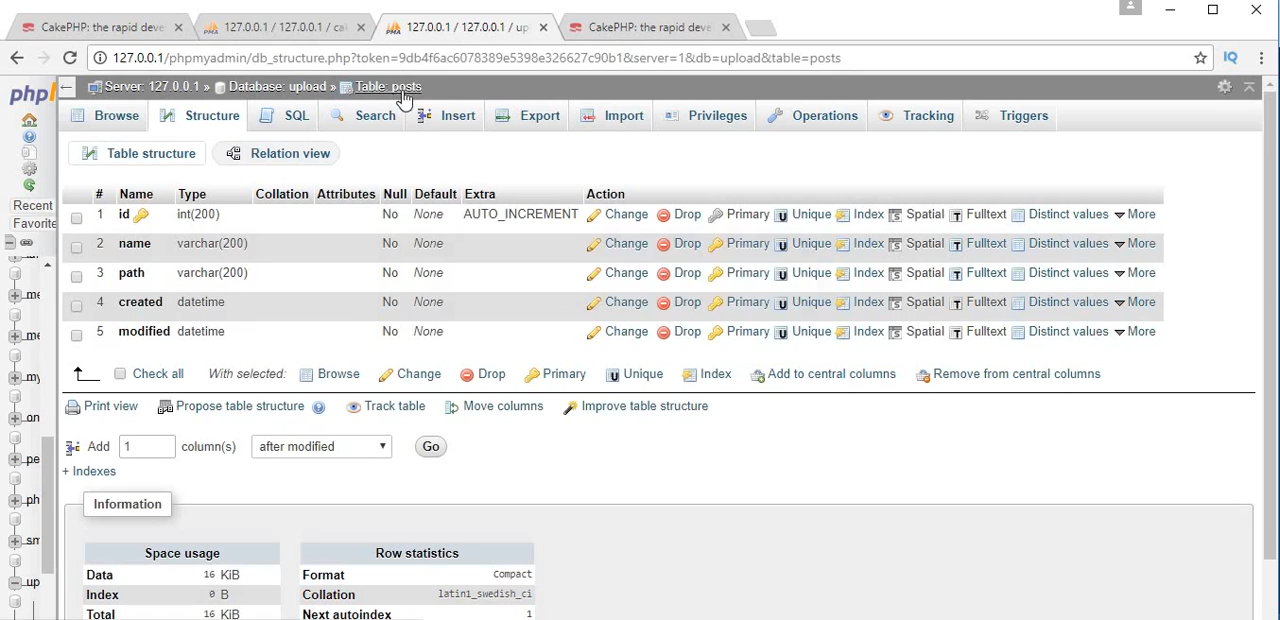 CakePHP: the rapid deve
127.0.0.1 / 127.0.0.1 / cal
127.0.0.1 / 127.0.0.1 / up
CakePHP: the rapid deve
127.0.0.1/phpmyadmin/db_structure.php?token=9db4f6ac6078389e5398e326627c90b1&server=1&db=upload&table=posts
php
Server: 127.0.0.1 » Database: upload » Table: posts
Browse Structure SQL Search Insert Export Import Privileges Operations Tracking Triggers
Table structure Relation view
# Name Type Collation Attributes Null Default Extra Action
1 id int(200) No None AUTO_INCREMENT Change Drop Primary Unique Index Spatial Fulltext Distinct values More
2 name varchar(200) No None Change Drop Primary Unique Index Spatial Fulltext Distinct values More
3 path varchar(200) No None Change Drop Primary Unique Index Spatial Fulltext Distinct values More
4 created datetime No None Change Drop Primary Unique Index Spatial Fulltext Distinct values More
5 modified datetime No None Change Drop Primary Unique Index Spatial Fulltext Distinct values More
Check all With selected: Browse Change Drop Primary Unique Index Add to central columns Remove from central columns
Print view Propose table structure Track table Move columns Improve table structure
Add 1 column(s) after modified Go
+ Indexes
Information
Space usage
Data 16 KiB
Index 0 B
Total 16 KiB
Row statistics
Format Compact
Collation latin1_swedish_ci
Next autoindex 1
Recent
Favorite
me
me
my
on
pe
ph
sm
up